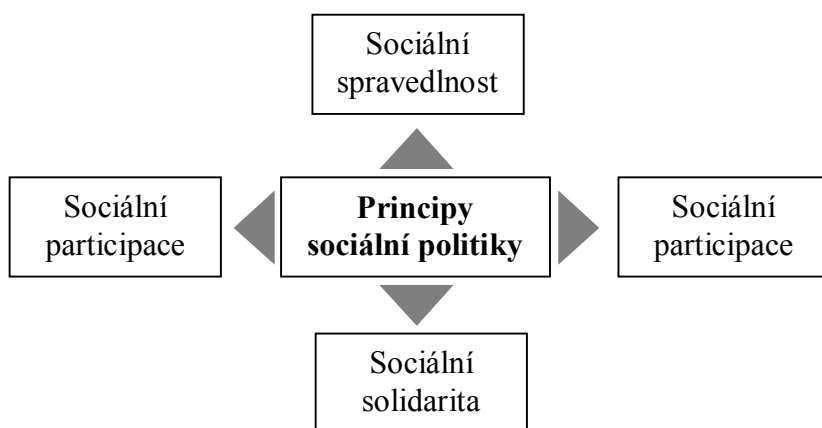 Sociální
spravedlnost
Sociální
participace
Principy
sociální politiky
Sociální
participace
Sociální
solidarita